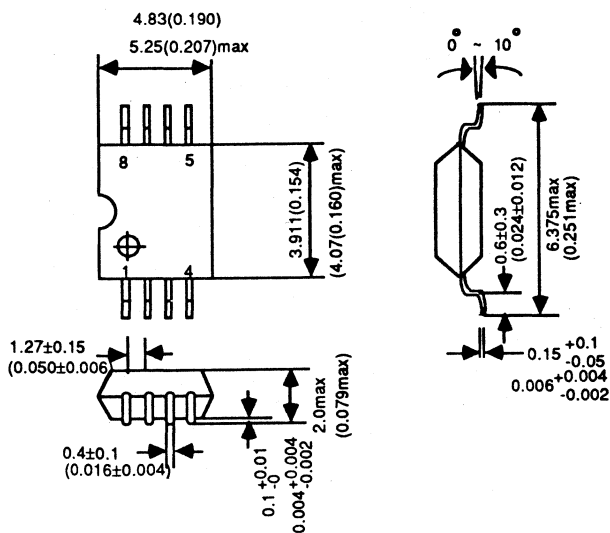 4.83(0.190)
5.25(0.207)max
8 5
1 4
3.911(0.154)
(4.07(0.160)max)
0° ~ 10°
0.6±0.3
(0.024±0.012)
6.375max
(0.251max)
0.15 +0.1
-0.05
0.006 +0.004
-0.002
1.27±0.15
(0.050±0.006
2.0max
(0.079max)
0.4±0.1
(0.016±0.004)
0.1 +0.01
-0
0.004 +0.004
-0.002